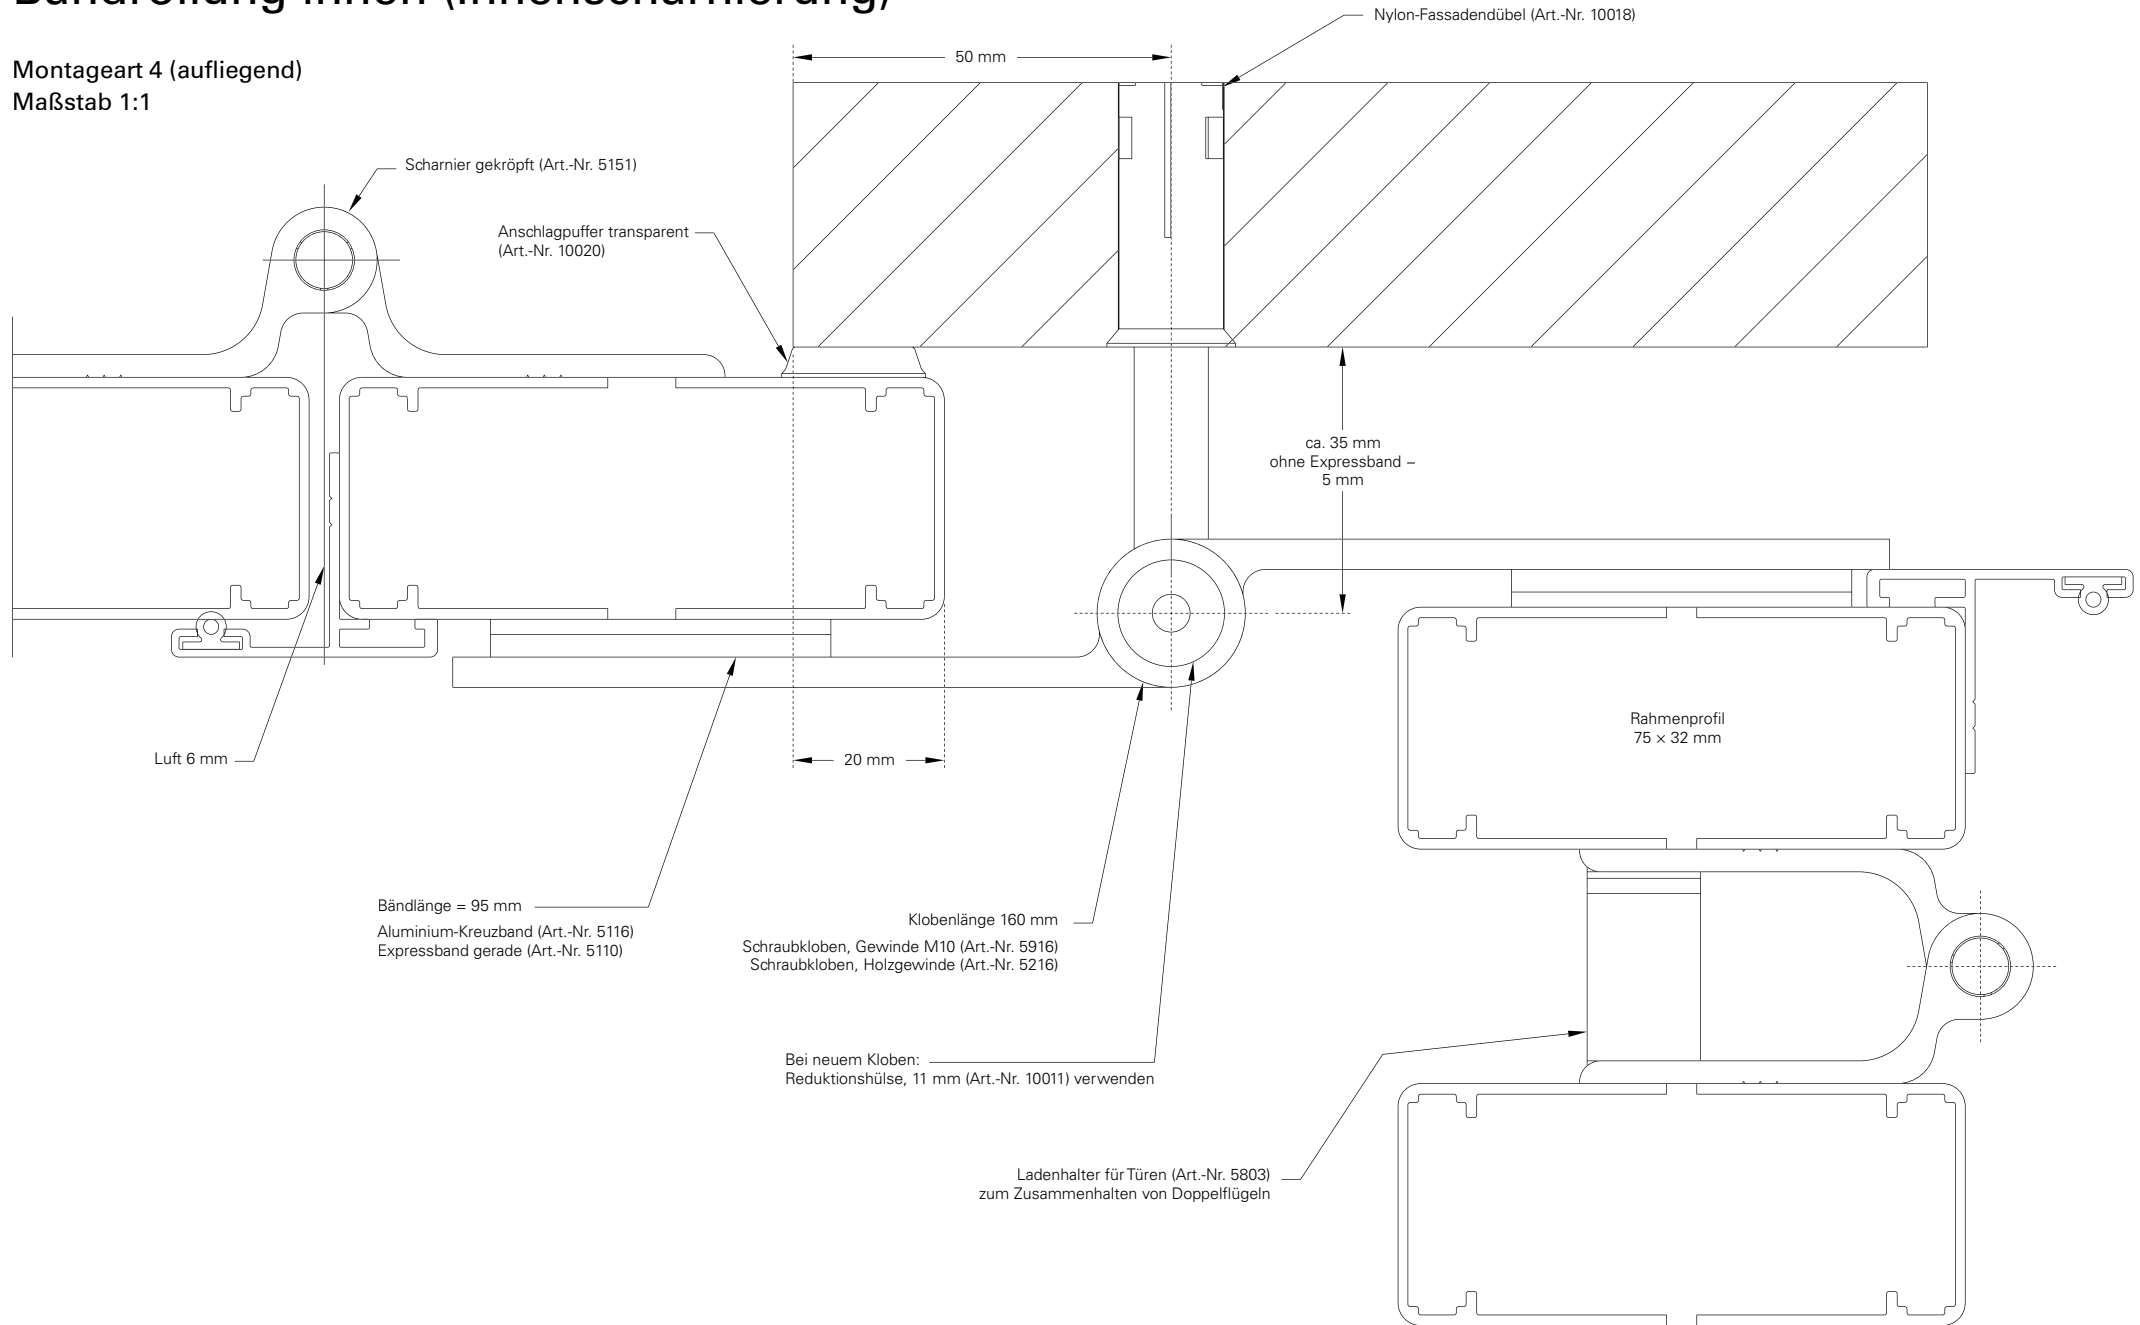 Bandrollung innen (Innenscharnierung)
Montageart 4 (aufliegend)
Maßstab 1:1
Nylon-Fassadendübel (Art.-Nr. 10018)
50 mm
Scharnier gekröpft (Art.-Nr. 5151)
Anschlagpuffer transparent
(Art.-Nr. 10020)
ca. 35 mm
ohne Expressband –
5 mm
Rahmenprofil
75 × 32 mm
Luft 6 mm
20 mm
Bändlänge = 95 mm
Aluminium-Kreuzband (Art.-Nr. 5116)
Expressband gerade (Art.-Nr. 5110)
Klobenlänge 160 mm
Schraubkloben, Gewinde M10 (Art.-Nr. 5916)
Schraubkloben, Holzgewinde (Art.-Nr. 5216)
Bei neuem Kloben:
Reduktionshülse, 11 mm (Art.-Nr. 10011) verwenden
Ladenhalter für Türen (Art.-Nr. 5803)
zum Zusammenhalten von Doppelflügeln